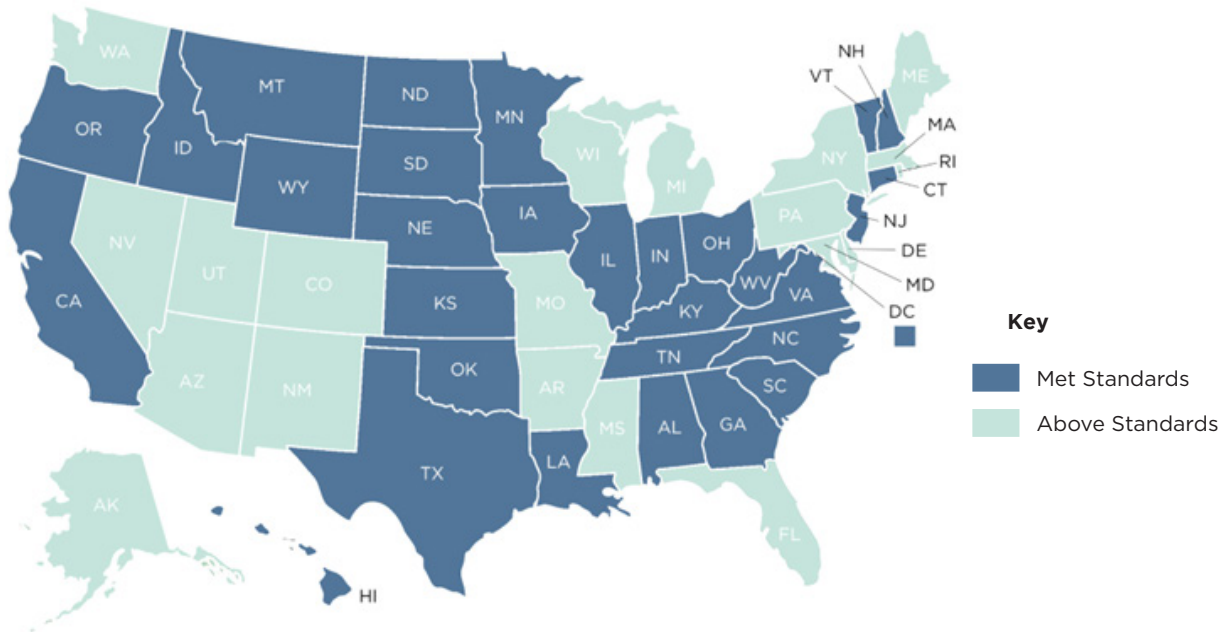 WA
MT
ND
MN
OR
ID
WY
SD
WI
MI
NH
VT
ME
NY
MA
RI
CT
PA
NJ
DE
MD
DC
NE
IA
IL
IN
OH
WV
VA
NV
UT
CO
KS
MO
KY
CA
AZ
NM
OK
AR
TN
NC
SC
TX
LA
MS
AL
GA
FL
AK
HI
Key
Met Standards
Above Standards